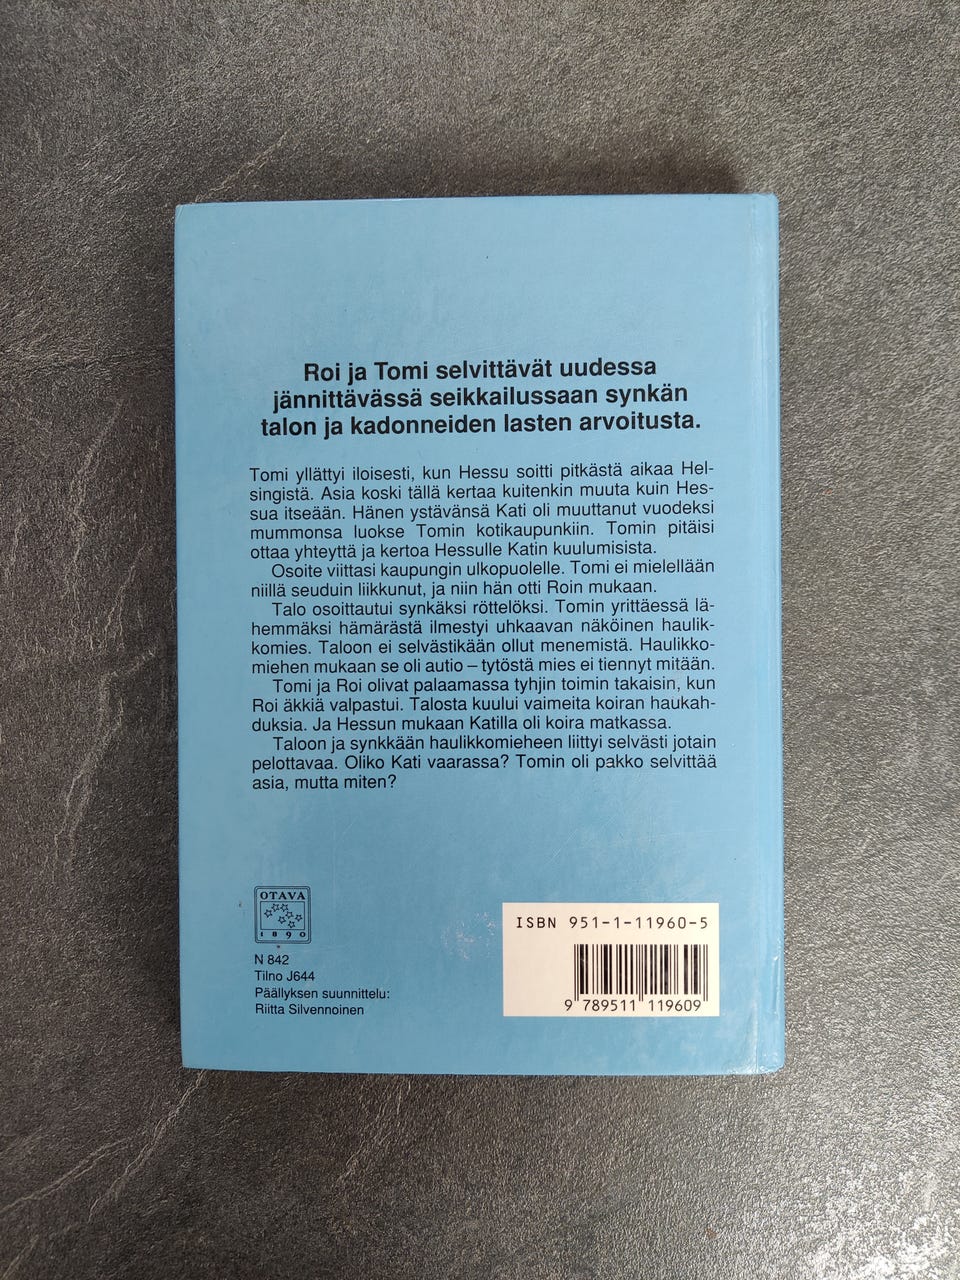 Roi ja Tomi selvittävät uudessa
jännittävässä seikkailussaan synkän
talon ja kadonneiden lasten arvoitusta.
Tomi yllättyi iloisesti, kun Hessu soitti pitkästä aikaa Hel-
singistä. Asia koski tällä kertaa kuitenkin muuta kuin Hes-
sua itseään. Hänen ystävänsä Kati oli muuttanut vuodeksi
mummonsa luokse Tomin kotikaupunkiin. Tomin pitäisi
ottaa yhteyttä ja kertoa Hessulle Katin kuulumisista.
Osoite viittasi kaupungin ulkopuolelle. Tomi ei mielellään
niillä seuduin liikkunut, ja niin hän otti Roin mukaan.
Talo osoittautui synkäksi röttelöksi. Tomin yrittäessä lä-
hemmäksi hämärästä ilmestyi uhkaavan näköinen haulik-
komies. Taloon ei selvästikään ollut menemistä. Haulikko-
miehen mukaan se oli autio – tytöstä mies ei tiennyt mitään.
Tomi ja Roi olivat palaamassa tyhjin toimin takaisin, kun
Roi äkkiä valpastui. Talosta kuului vaimeita koiran haukah-
duksia. Ja Hessun mukaan Katilla oli koira matkassa.
Taloon ja synkkään haulikkomieheen liittyi selvästi jotain
pelottavaa. Oliko Kati vaarassa? Tomin oli pakko selvittää
asia, mutta miten?
OTAVA
1890
N 842
Tilno J644
Päällyksen suunnittelu:
Riitta Silvennoinen
ISBN 951-1-11960-5
9 789511 119609